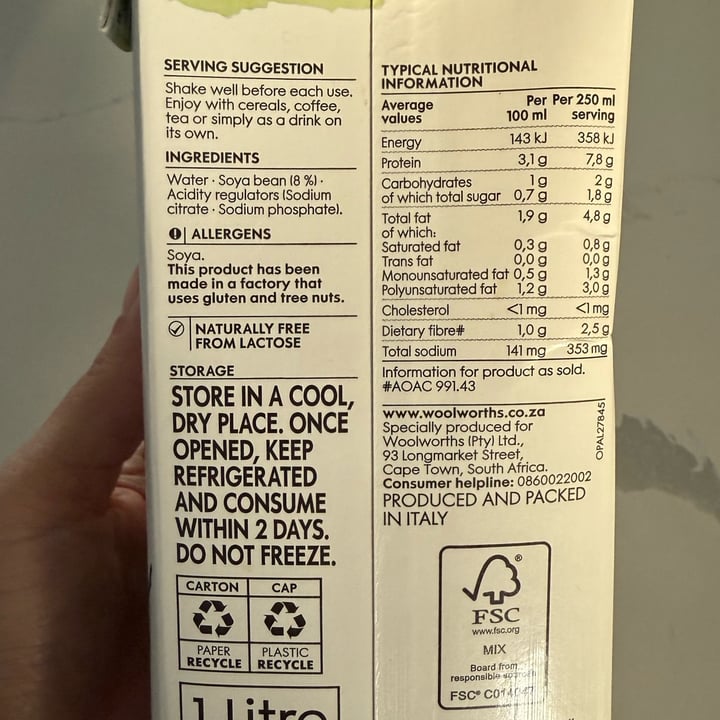 SERVING SUGGESTION
Shake well before each use.
Enjoy with cereals, coffee,
tea or simply as a drink on
its own.
INGREDIENTS
Water · Soya bean (8 %) ·
Acidity regulators (Sodium
citrate · Sodium phosphate).
ALLERGENS
Soya.
This product has been
made in a factory that
uses gluten and tree nuts.
NATURALLY FREE
FROM LACTOSE
STORAGE
STORE IN A COOL,
DRY PLACE. ONCE
OPENED, KEEP
REFRIGERATED
AND CONSUME
WITHIN 2 DAYS.
DO NOT FREEZE.
CARTON CAP
PAPER PLASTIC
RECYCLE RECYCLE
1 Litre
TYPICAL NUTRITIONAL
INFORMATION
Average Per Per 250 ml
values 100 ml serving
Energy 143 kJ 358 kJ
Protein 3,1 g 7,8 g
Carbohydrates 1 g 2 g
of which total sugar 0,7 g 1,8 g
Total fat 1,9 g 4,8 g
of which:
Saturated fat 0,3 g 0,8 g
Trans fat 0,0 g 0,0 g
Monounsaturated fat 0,5 g 1,3 g
Polyunsaturated fat 1,2 g 3,0 g
Cholesterol <1 mg <1 mg
Dietary fibre# 1,0 g 2,5 g
Total sodium 141 mg 353 mg
Information for product as sold.
#AOAC 991.43
www.woolworths.co.za
Specially produced for
Woolworths (Pty) Ltd.,
93 Longmarket Street,
Cape Town, South Africa.
Consumer helpline: 0860022002
PRODUCED AND PACKED
IN ITALY
OPAL27845
®
FSC
www.fsc.org
MIX
Board from
responsible
FSC®